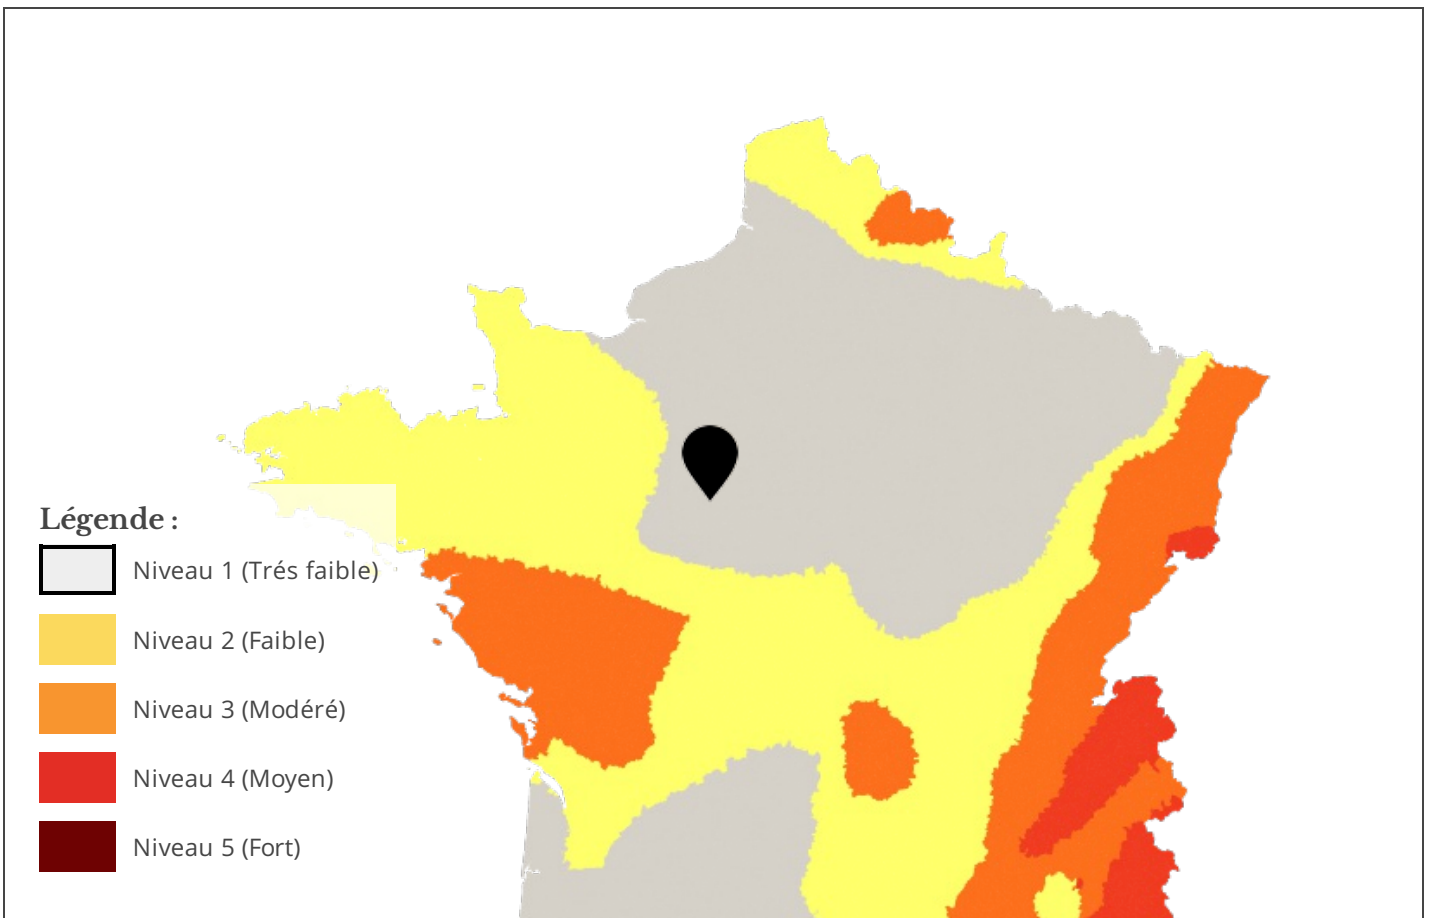 Légende :
Niveau 1 (Trés faible)
Niveau 2 (Faible)
Niveau 3 (Modéré)
Niveau 4 (Moyen)
Niveau 5 (Fort)